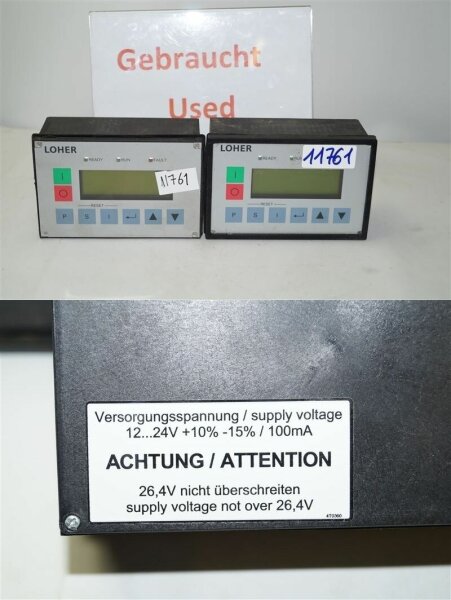 Gebraucht
Used
LOHER
READY RUN FAULT
11761
I
O
RESET
P S I
LOHER
READY RUN
11761
I
O
RESET
P S I
Versorgungsspannung / supply voltage
12...24V +10% -15% / 100mA
ACHTUNG / ATTENTION
26,4V nicht überschreiten
supply voltage not over 26,4V